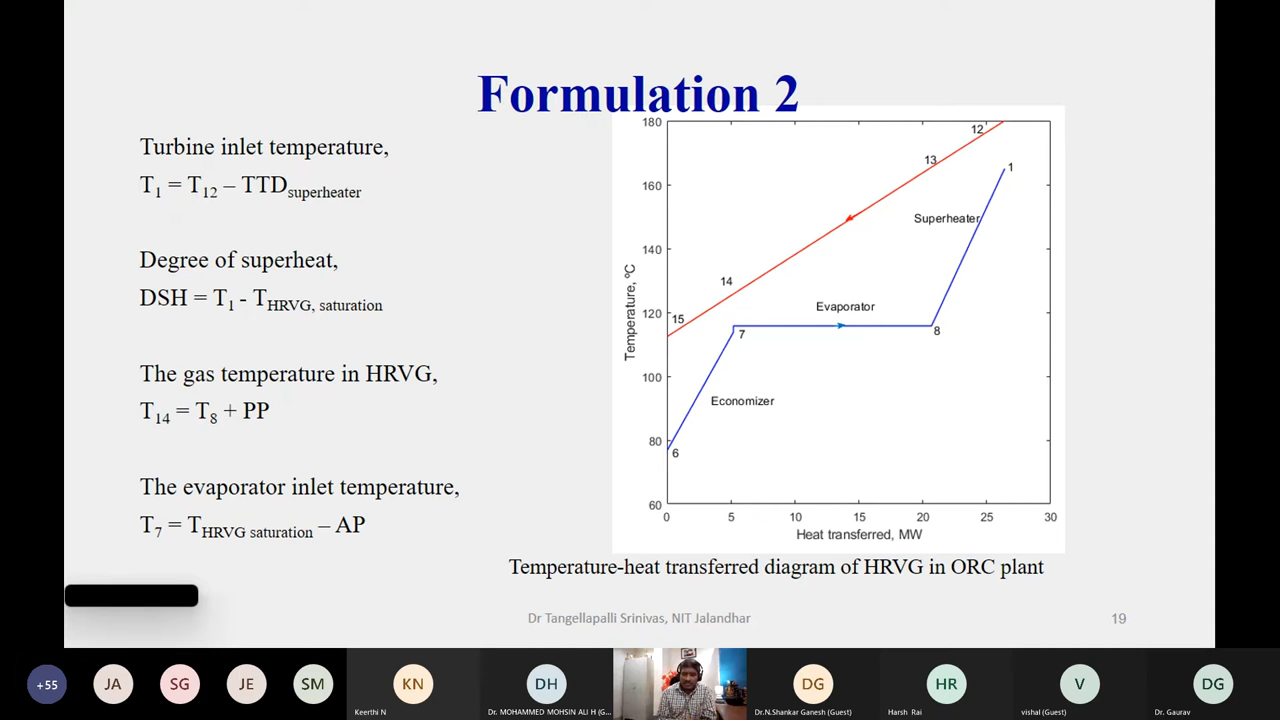 Formulation 2
Turbine inlet temperature,
T1 = T12 – TTDsuperheater
Degree of superheat,
DSH = T1 - THRVG, saturation
The gas temperature in HRVG,
T14 = T8 + PP
The evaporator inlet temperature,
T7 = THRVG saturation – AP
180
160
140
120
100
80
60
0
5
10
15
20
25
30
Temperature, ºC
Heat transferred, MW
12
13
1
Superheater
14
15
Evaporator
7
8
Economizer
6
Temperature-heat transferred diagram of HRVG in ORC plant
Dr Tangellapalli Srinivas, NIT Jalandhar
19
+55
JA
SG
JE
SM
KN
Keerthi N
DH
Dr. MOHAMMED MOHSIN ALI H (G...
DG
Dr.N.Shankar Ganesh (Guest)
HR
Harsh Rai
V
vishal (Guest)
DG
Dr. Gaurav